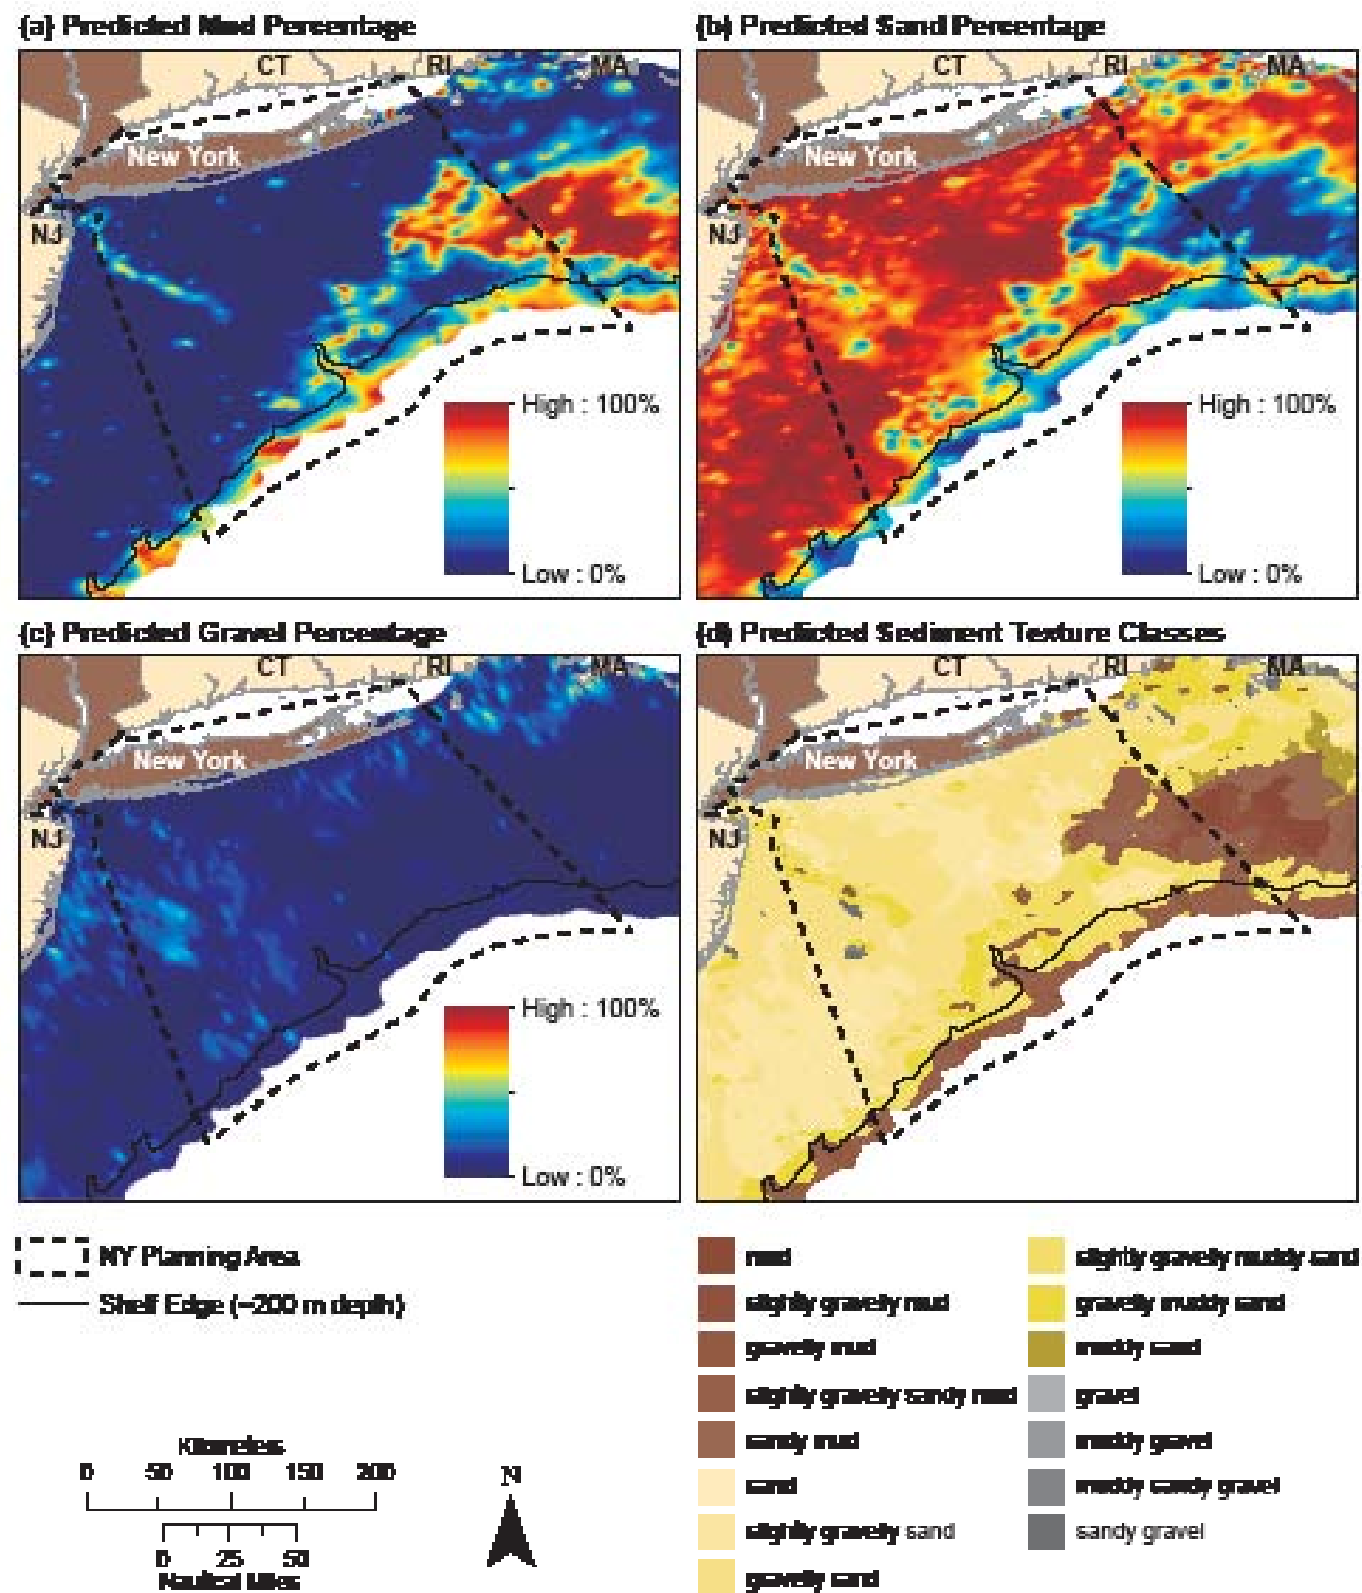 (a) Predicted Mud Percentage
CT
RI
MA
New York
NJ
High : 100%
Low : 0%
(b) Predicted Sand Percentage
CT
RI
MA
New York
NJ
High : 100%
Low : 0%
(c) Predicted Gravel Percentage
CT
RI
MA
New York
NJ
High : 100%
Low : 0%
(d) Predicted Sediment Texture Classes
CT
RI
MA
New York
NJ
NY Planning Area
Shelf Edge (~200 m depth)
Kilometers
0 50 100 150 200
0 25 50
Nautical Miles
N
mud
slightly gravelly mud
gravelly mud
slightly gravelly sandy mud
sandy mud
sand
slightly gravelly sand
gravelly sand
slightly gravelly muddy sand
gravelly muddy sand
muddy sand
gravel
muddy gravel
muddy sandy gravel
sandy gravel